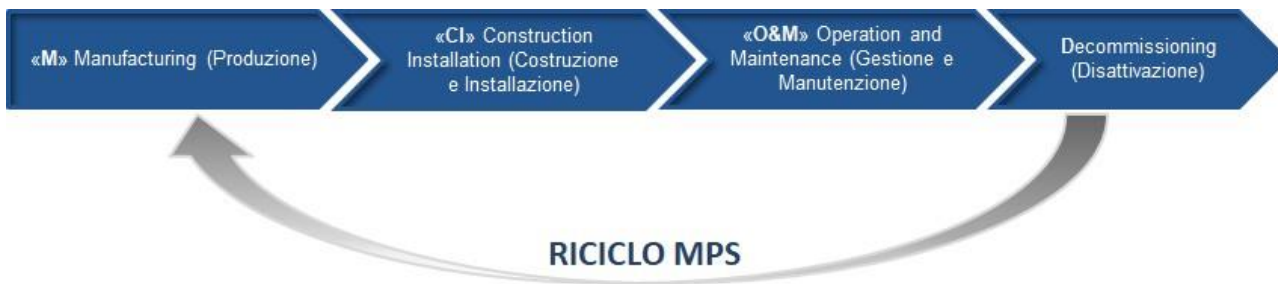 «M» Manufacturing (Produzione)
«CI» Construction
Installation (Costruzione
e Installazione)
«O&M» Operation and
Maintenance (Gestione e
Manutenzione)
Decommissioning
(Disattivazione)
RICICLO MPS